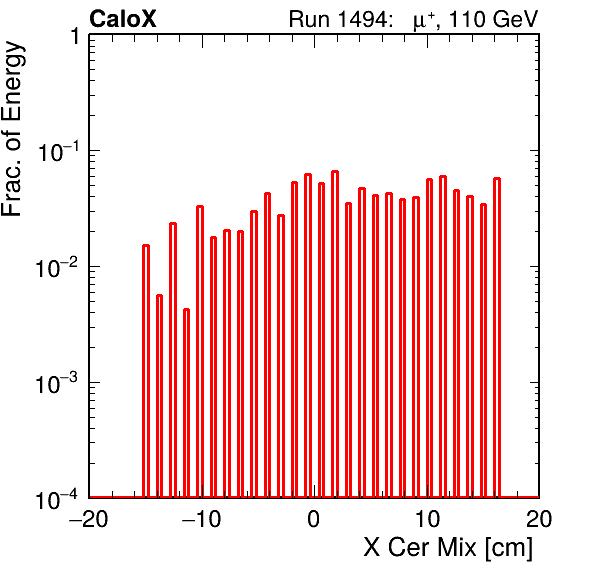 CaloX Run 1494: μ⁺, 110 GeV
Frac. of Energy
1
10⁻¹
10⁻²
10⁻³
10⁻⁴
−20 −10 0 10 20
X Cer Mix [cm]